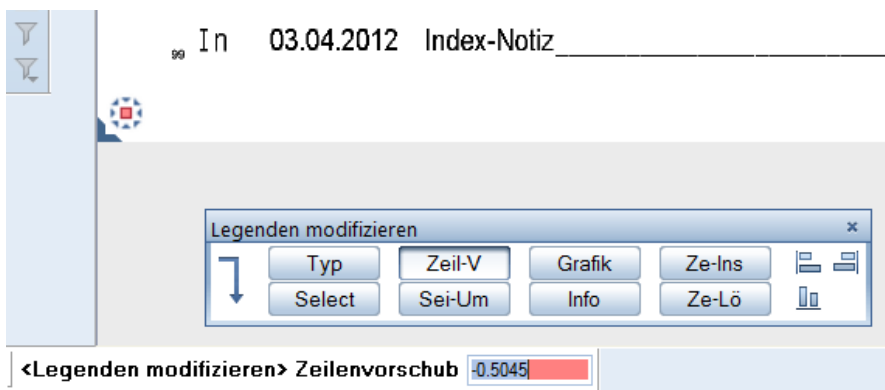 99 In 03.04.2012 Index-Notiz
Legenden modifizieren
Typ Zeil-V Grafik Ze-Ins
Select Sei-Um Info Ze-Lö
<Legenden modifizieren> Zeilenvorschub -0.5045